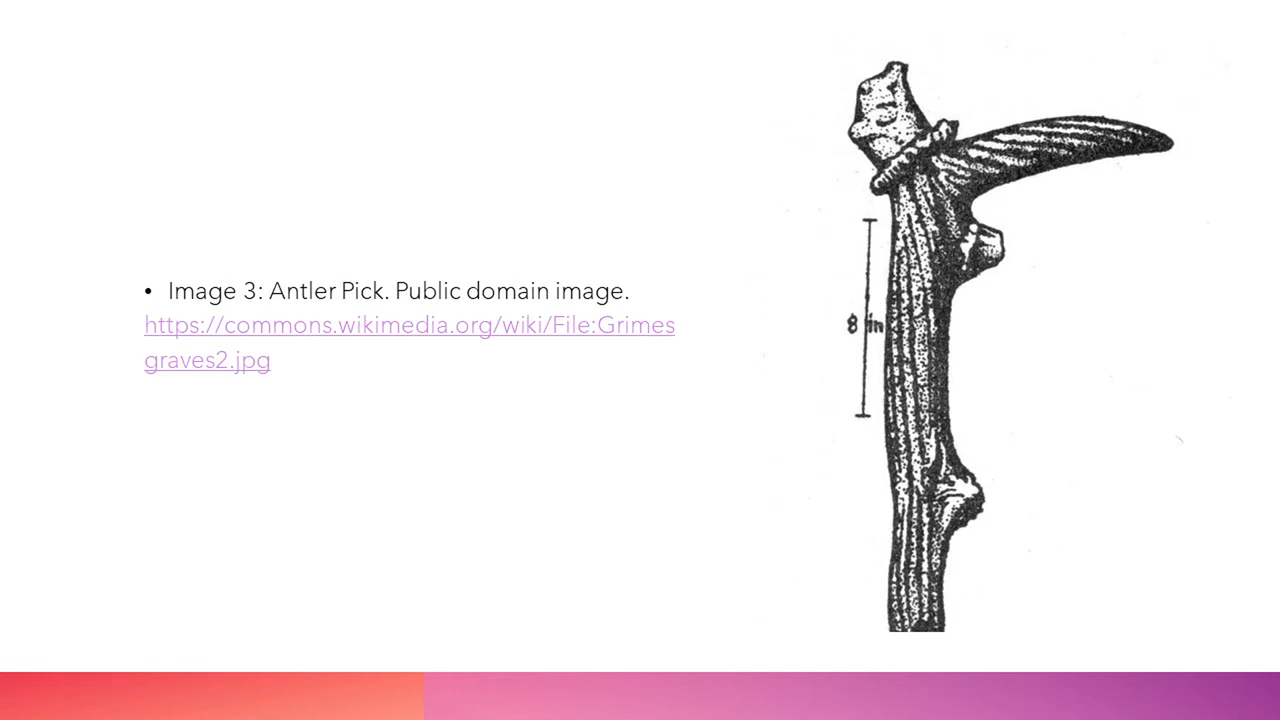 • Image 3: Antler Pick. Public domain image.
https://commons.wikimedia.org/wiki/File:Grimes
graves2.jpg
8 in